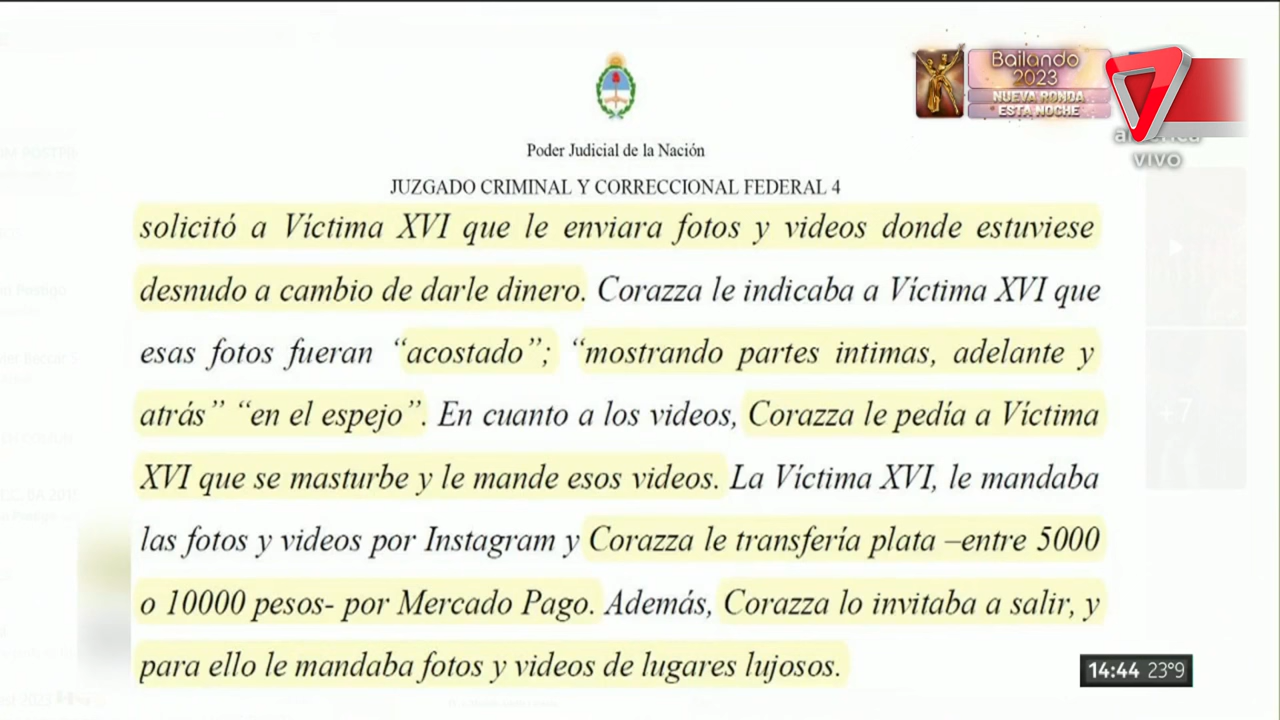 Bailando
2023
NUEVA RONDA
ESTA NOCHE
VIVO
Poder Judicial de la Nación
JUZGADO CRIMINAL Y CORRECCIONAL FEDERAL 4
solicitó a Víctima XVI que le enviara fotos y videos donde estuviese
desnudo a cambio de darle dinero. Corazza le indicaba a Víctima XVI que
esas fotos fueran “acostado”; “mostrando partes intimas, adelante y
atrás” “en el espejo”. En cuanto a los videos, Corazza le pedía a Víctima
XVI que se masturbe y le mande esos videos. La Víctima XVI, le mandaba
las fotos y videos por Instagram y Corazza le transfería plata –entre 5000
o 10000 pesos- por Mercado Pago. Además, Corazza lo invitaba a salir, y
para ello le mandaba fotos y videos de lugares lujosos.
+7
14:44 23°9